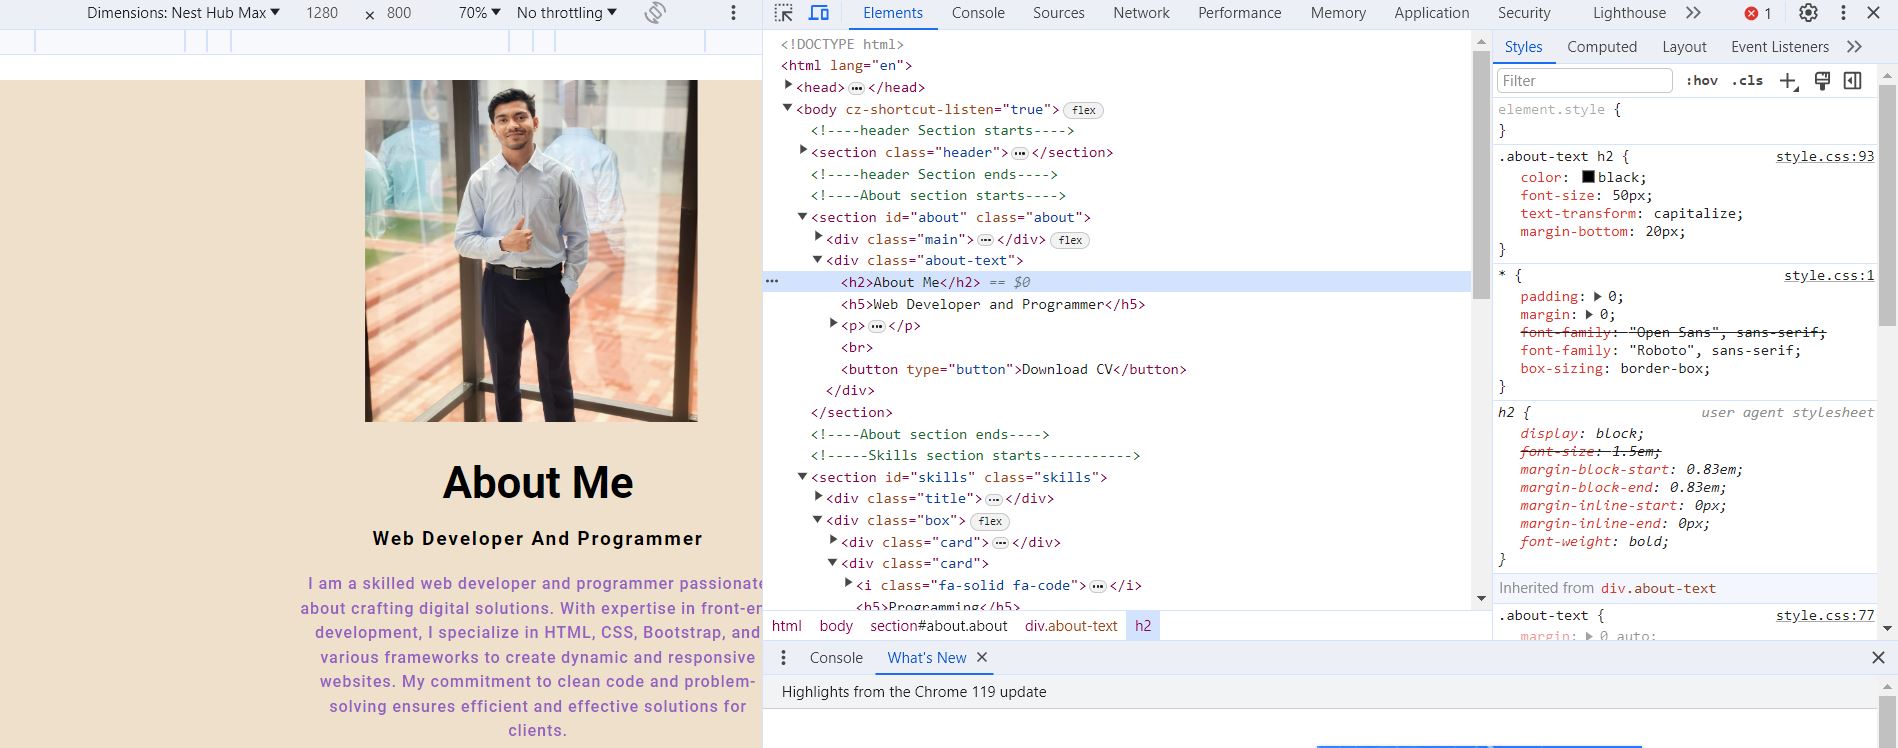 Dimensions: Nest Hub Max ▼ 1280 × 800 70% ▼ No throttling ▼
About Me
Web Developer And Programmer
I am a skilled web developer and programmer passionate
about crafting digital solutions. With expertise in front-en
development, I specialize in HTML, CSS, Bootstrap, and
various frameworks to create dynamic and responsive
websites. My commitment to clean code and problem-
solving ensures efficient and effective solutions for
clients.
Elements Console Sources Network Performance Memory Application Security Lighthouse 1
<!DOCTYPE html>
<html lang="en">
<head> ••• </head>
<body cz-shortcut-listen="true"> flex
<!----header Section starts---->
<section class="header"> ••• </section>
<!----header Section ends---->
<!----About section starts---->
<section id="about" class="about">
<div class="main"> ••• </div> flex
<div class="about-text">
<h2>About Me</h2> == $0
<h5>Web Developer and Programmer</h5>
<p> ••• </p>
<br>
<button type="button">Download CV</button>
</div>
</section>
<!----About section ends---->
<!-----Skills section starts----------->
<section id="skills" class="skills">
<div class="title"> ••• </div>
<div class="box"> flex
<div class="card"> ••• </div>
<div class="card">
<i class="fa-solid fa-code"> ••• </i>
<h5>Programming</h5>
html body section#about.about div.about-text h2
Styles Computed Layout Event Listeners
Filter :hov .cls
element.style {
}
.about-text h2 { style.css:93
color: black;
font-size: 50px;
text-transform: capitalize;
margin-bottom: 20px;
}
* { style.css:1
padding: 0;
margin: 0;
font-family: "Open Sans", sans-serif;
font-family: "Roboto", sans-serif;
box-sizing: border-box;
}
h2 { user agent stylesheet
display: block;
font-size: 1.5em;
margin-block-start: 0.83em;
margin-block-end: 0.83em;
margin-inline-start: 0px;
margin-inline-end: 0px;
font-weight: bold;
}
Inherited from div.about-text
.about-text { style.css:77
margin: 0 auto;
Console What's New
Highlights from the Chrome 119 update